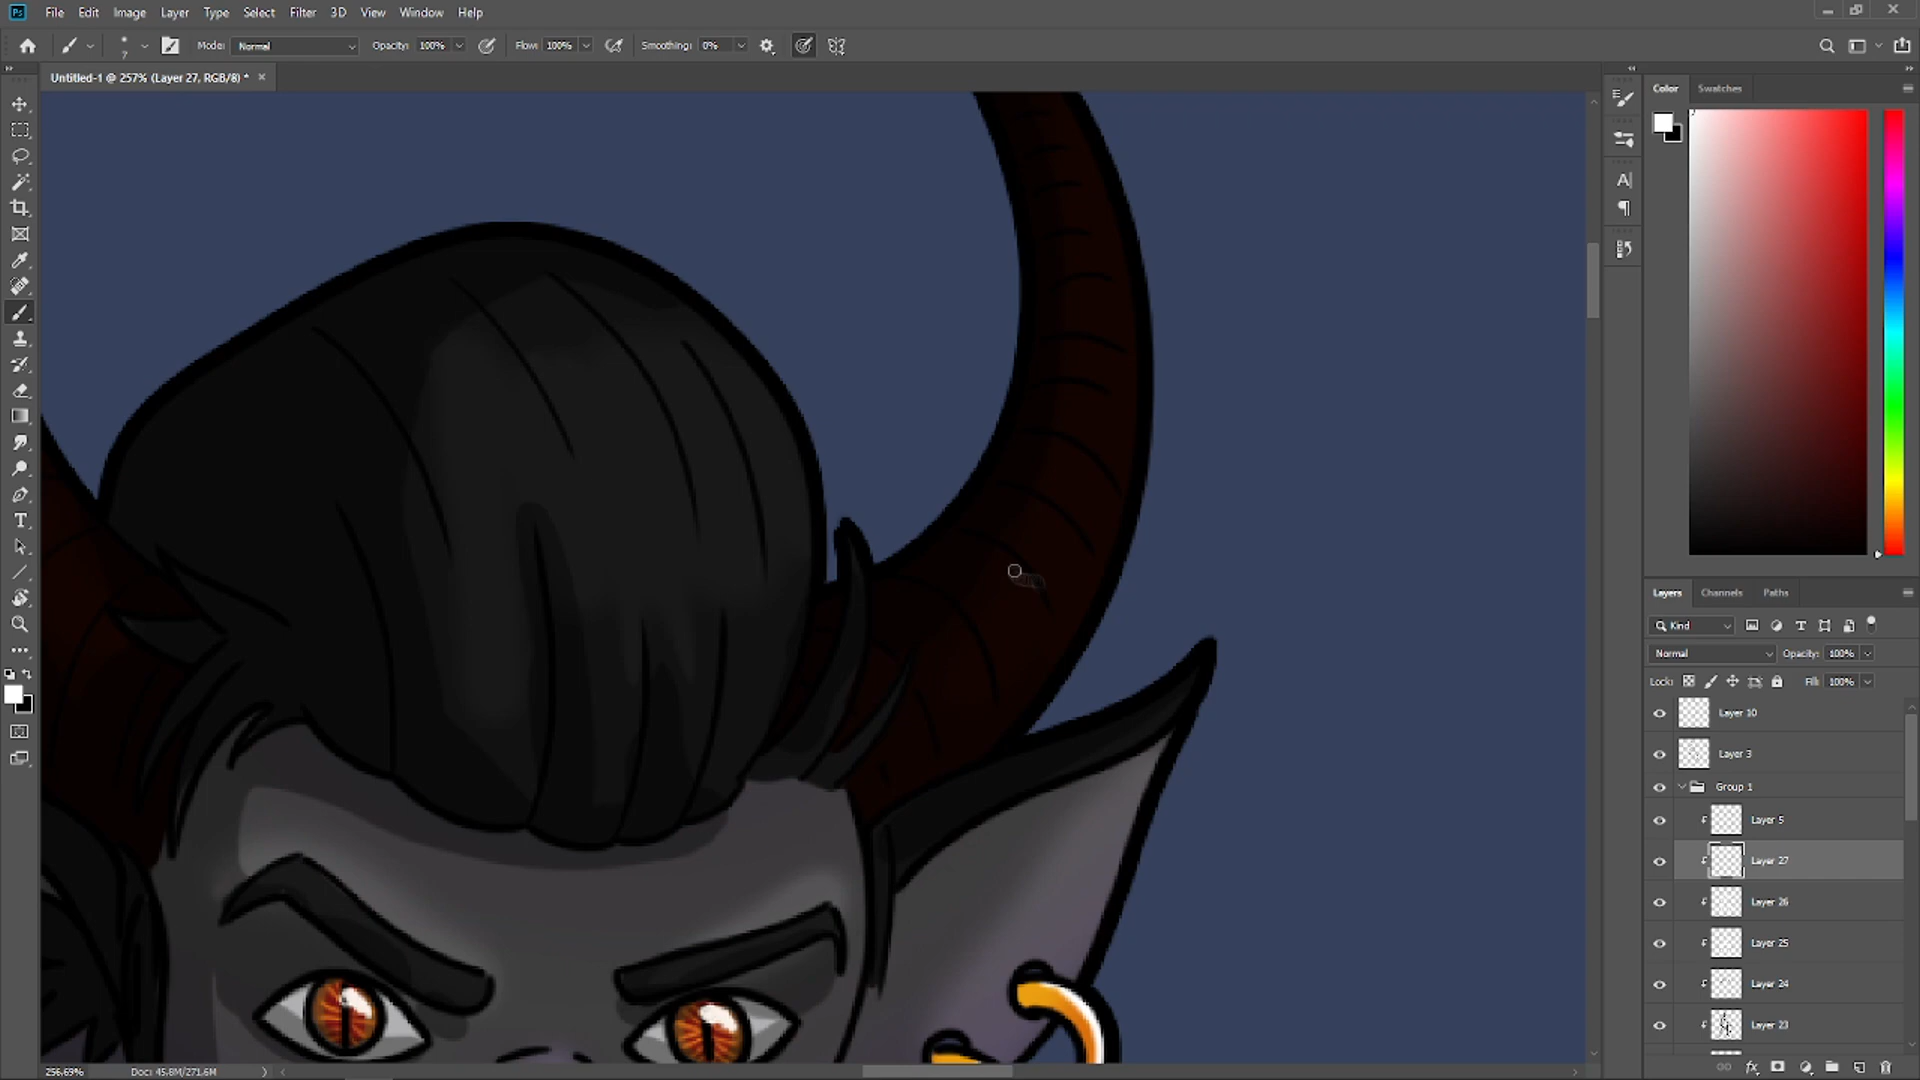 Ps File Edit Image Layer Type Select Filter 3D View Window Help
7 Mode: Normal Opacity: 100% Flow: 100% Smoothing: 0%
Untitled-1 @ 257% (Layer 27, RGB/8) *
Color Swatches
Layers Channels Paths
Kind
Normal Opacity: 100%
Lock: Fill: 100%
Layer 10
Layer 3
Group 1
Layer 5
Layer 27
Layer 26
Layer 25
Layer 24
Layer 23
256.69% Doc: 45.8M/271.6M